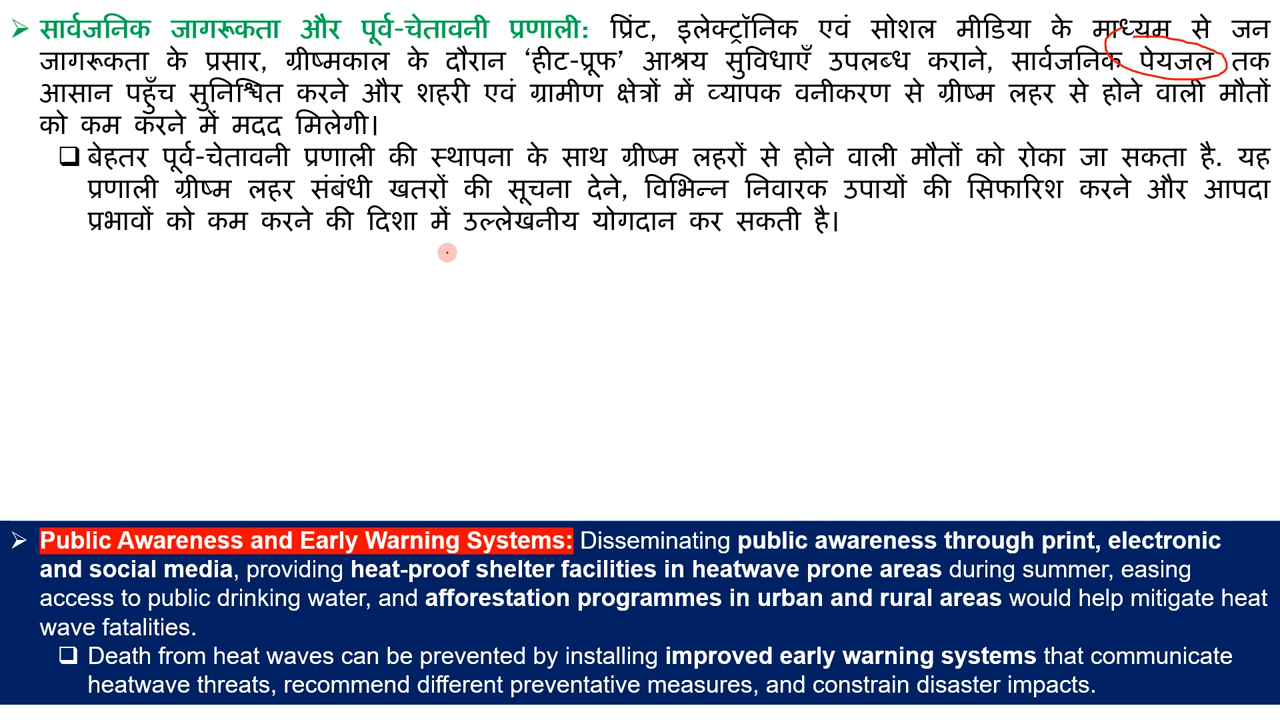 ➢ सार्वजनिक जागरूकता और पूर्व-चेतावनी प्रणाली: प्रिंट, इलेक्ट्रॉनिक एवं सोशल मीडिया के माध्यम से जन
जागरूकता के प्रसार, ग्रीष्मकाल के दौरान ‘हीट-प्रूफ’ आश्रय सुविधाएँ उपलब्ध कराने, सार्वजनिक पेयजल तक
आसान पहुँच सुनिश्चित करने और शहरी एवं ग्रामीण क्षेत्रों में व्यापक वनीकरण से ग्रीष्म लहर से होने वाली मौतों
को कम करने में मदद मिलेगी।
❑ बेहतर पूर्व-चेतावनी प्रणाली की स्थापना के साथ ग्रीष्म लहरों से होने वाली मौतों को रोका जा सकता है. यह
प्रणाली ग्रीष्म लहर संबंधी खतरों की सूचना देने, विभिन्न निवारक उपायों की सिफारिश करने और आपदा
प्रभावों को कम करने की दिशा में उल्लेखनीय योगदान कर सकती है।
➢ Public Awareness and Early Warning Systems: Disseminating public awareness through print, electronic
and social media, providing heat-proof shelter facilities in heatwave prone areas during summer, easing
access to public drinking water, and afforestation programmes in urban and rural areas would help mitigate heat
wave fatalities.
❑ Death from heat waves can be prevented by installing improved early warning systems that communicate
heatwave threats, recommend different preventative measures, and constrain disaster impacts.